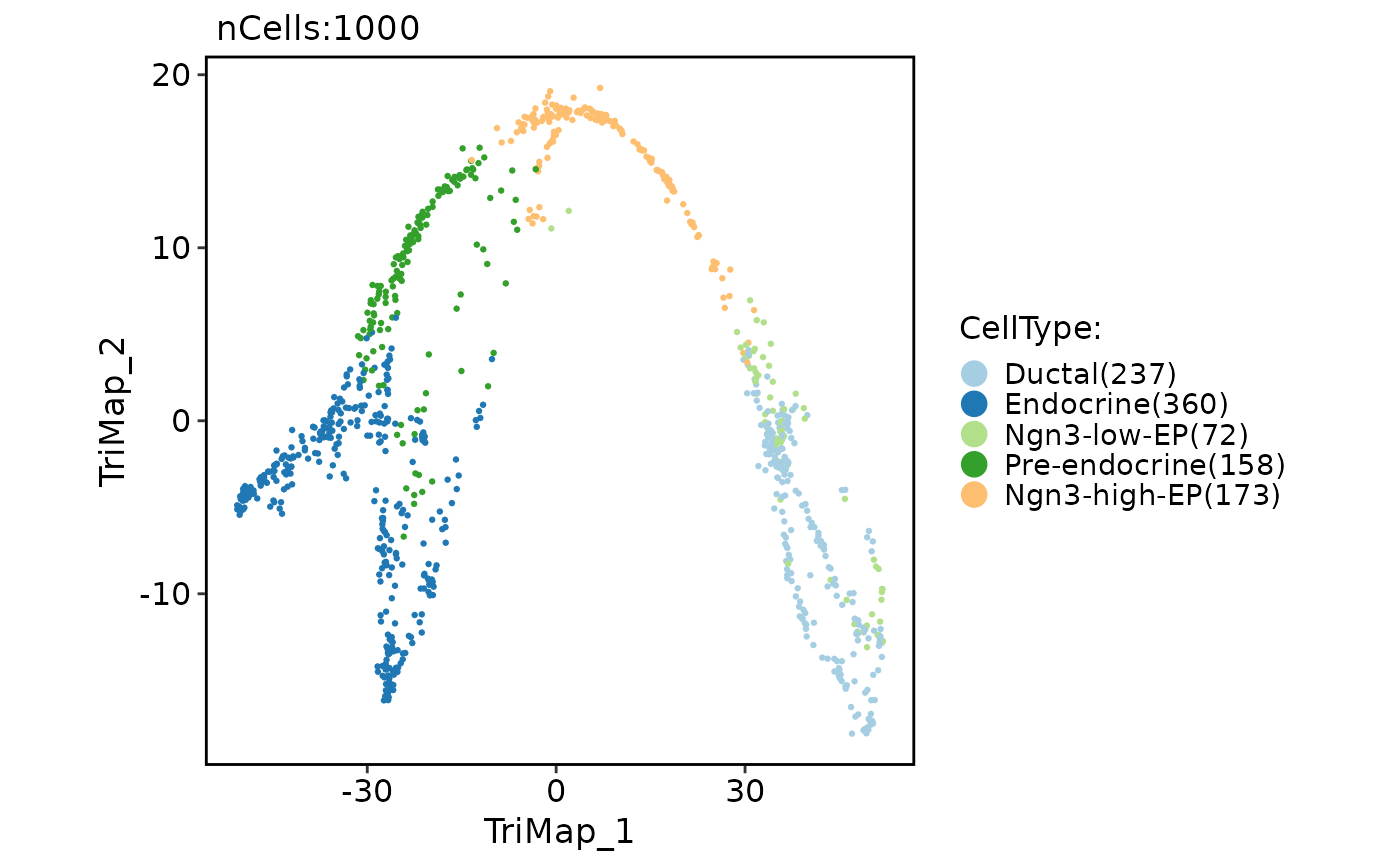 nCells:1000
20
10
0
-10
-30
0
30
TriMap_1
TriMap_2
CellType:
Ductal(237)
Endocrine(360)
Ngn3-low-EP(72)
Pre-endocrine(158)
Ngn3-high-EP(173)